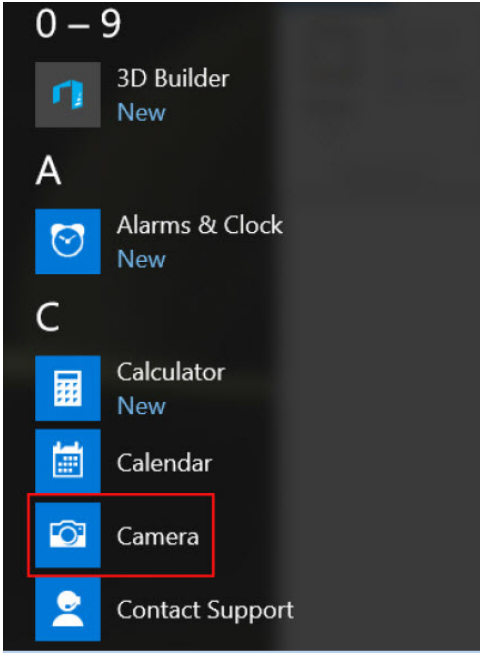 0 – 9
3D Builder
New
A
Alarms & Clock
New
C
Calculator
New
Calendar
Camera
Contact Support